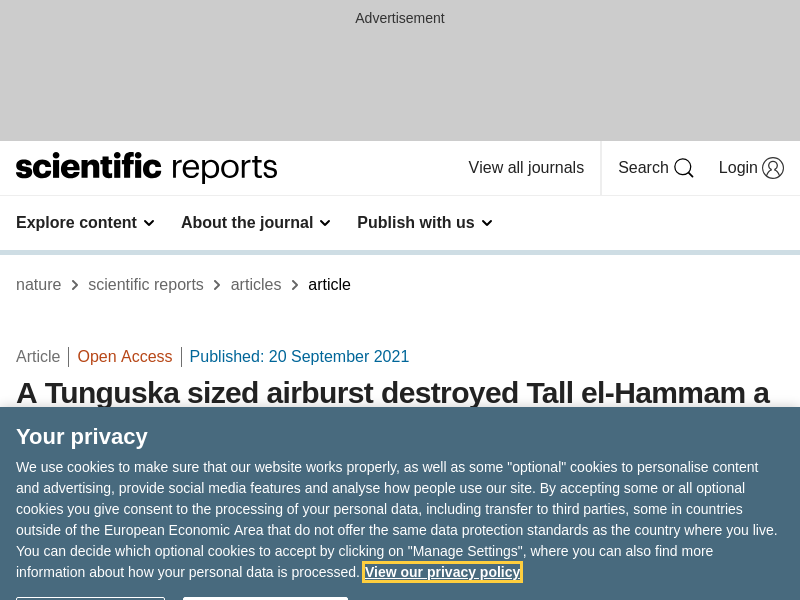 Advertisement
scientific reports
View all journals
Search
Login
Explore content
About the journal
Publish with us
nature > scientific reports > articles > article
Article | Open Access | Published: 20 September 2021
A Tunguska sized airburst destroyed Tall el-Hammam a
Your privacy
We use cookies to make sure that our website works properly, as well as some "optional" cookies to personalise content
and advertising, provide social media features and analyse how people use our site. By accepting some or all optional
cookies you give consent to the processing of your personal data, including transfer to third parties, some in countries
outside of the European Economic Area that do not offer the same data protection standards as the country where you live.
You can decide which optional cookies to accept by clicking on "Manage Settings", where you can also find more
information about how your personal data is processed. View our privacy policy